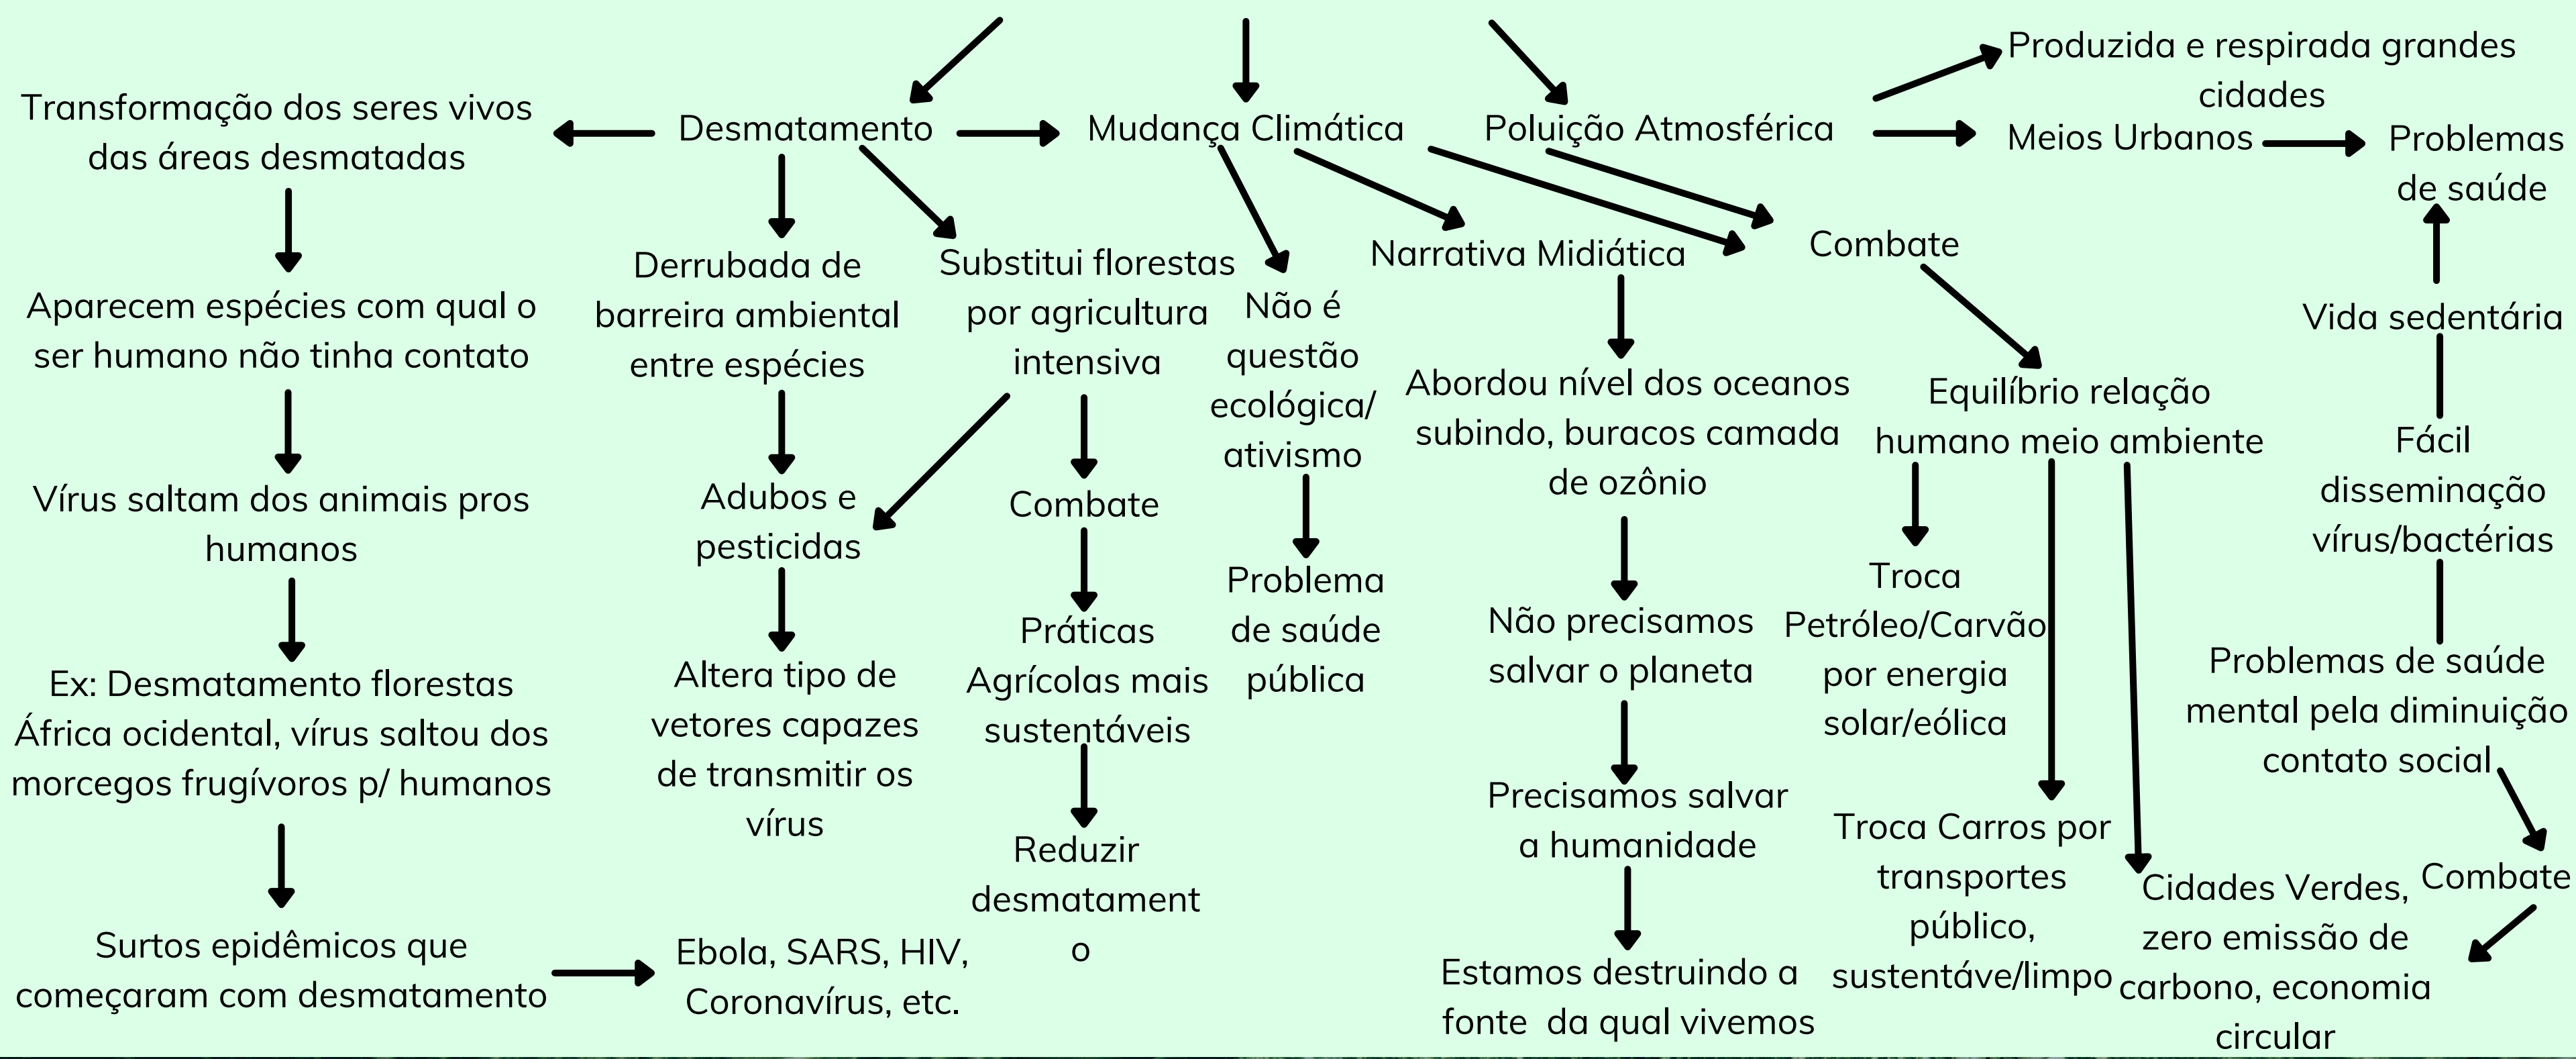 Transformação dos seres vivos
das áreas desmatadas
Aparecem espécies com qual o
ser humano não tinha contato
Vírus saltam dos animais pros
humanos
Ex: Desmatamento florestas
África ocidental, vírus saltou dos
morcegos frugívoros p/ humanos
Surtos epidêmicos que
começaram com desmatamento
Ebola, SARS, HIV,
Coronavírus, etc.
Desmatamento
Derrubada de
barreira ambiental
entre espécies
Adubos e
pesticidas
Altera tipo de
vetores capazes
de transmitir os
vírus
Substitui florestas
por agricultura
intensiva
Combate
Práticas
Agrícolas mais
sustentáveis
Reduzir
desmatament
o
Mudança Climática
Não é
questão
ecológica/
ativismo
Problema
de saúde
pública
Narrativa Midiática
Abordou nível dos oceanos
subindo, buracos camada
de ozônio
Não precisamos
salvar o planeta
Precisamos salvar
a humanidade
Estamos destruindo a
fonte da qual vivemos
Poluição Atmosférica
Combate
Equilíbrio relação
humano meio ambiente
Troca
Petróleo/Carvão
por energia
solar/eólica
Troca Carros por
transportes
público,
sustentáve/limpo
Cidades Verdes,
zero emissão de
carbono, economia
circular
Produzida e respirada grandes
cidades
Meios Urbanos
Problemas
de saúde
Vida sedentária
Fácil
disseminação
vírus/bactérias
Problemas de saúde
mental pela diminuição
contato social
Combate